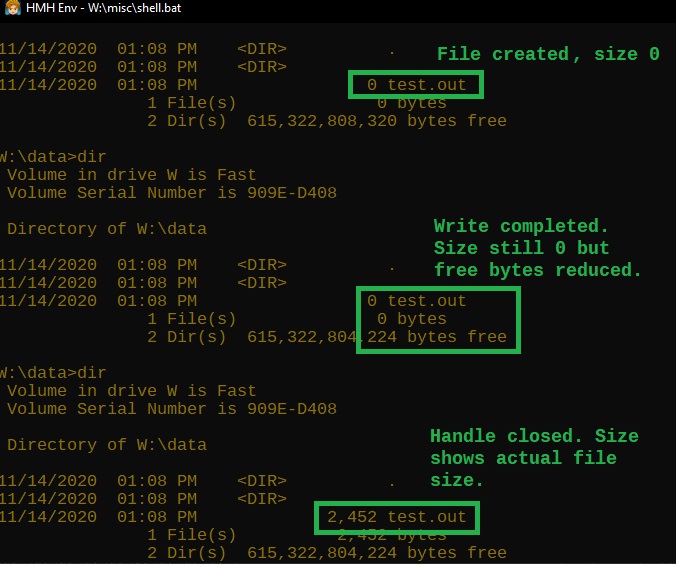 HMH Env - W:\misc\shell.bat
11/14/2020  01:08 PM    <DIR>          .
11/14/2020  01:08 PM    <DIR>
11/14/2020  01:08 PM                 0 test.out
               1 File(s)              0 bytes
               2 Dir(s)  615,322,808,320 bytes free
File created, size 0
W:\data>dir
 Volume in drive W is Fast
 Volume Serial Number is 909E-D408
 Directory of W:\data
11/14/2020  01:08 PM    <DIR>          .
11/14/2020  01:08 PM    <DIR>
11/14/2020  01:08 PM                 0 test.out
               1 File(s)              0 bytes
               2 Dir(s)  615,322,804,224 bytes free
Write completed.
Size still 0 but
free bytes reduced.
W:\data>dir
 Volume in drive W is Fast
 Volume Serial Number is 909E-D408
 Directory of W:\data
11/14/2020  01:08 PM    <DIR>          .
11/14/2020  01:08 PM    <DIR>
11/14/2020  01:08 PM             2,452 test.out
               1 File(s)          2,452 bytes
               2 Dir(s)  615,322,804,224 bytes free
Handle closed. Size
shows actual file
size.